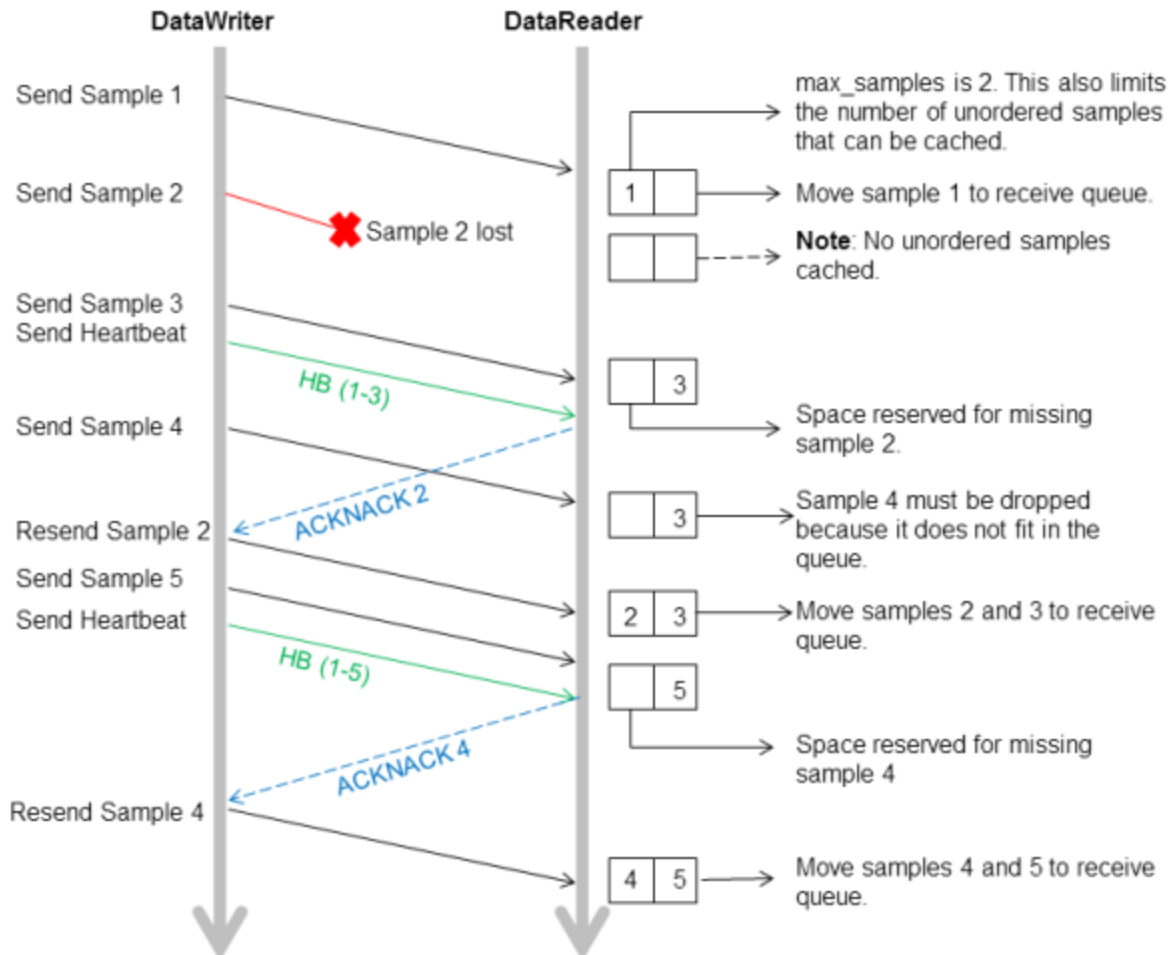 DataWriter
DataReader
Send Sample 1
max_samples is 2. This also limits
the number of unordered samples
that can be cached.
Send Sample 2
1
Move sample 1 to receive queue.
Sample 2 lost
Note: No unordered samples
cached.
Send Sample 3
Send Heartbeat
HB (1-3)
3
Space reserved for missing
sample 2.
Send Sample 4
ACKNACK 2
3
Sample 4 must be dropped
because it does not fit in the
queue.
Resend Sample 2
Send Sample 5
2 3
Move samples 2 and 3 to receive
queue.
Send Heartbeat
HB (1-5)
5
Space reserved for missing
sample 4
ACKNACK 4
Resend Sample 4
4 5
Move samples 4 and 5 to receive
queue.